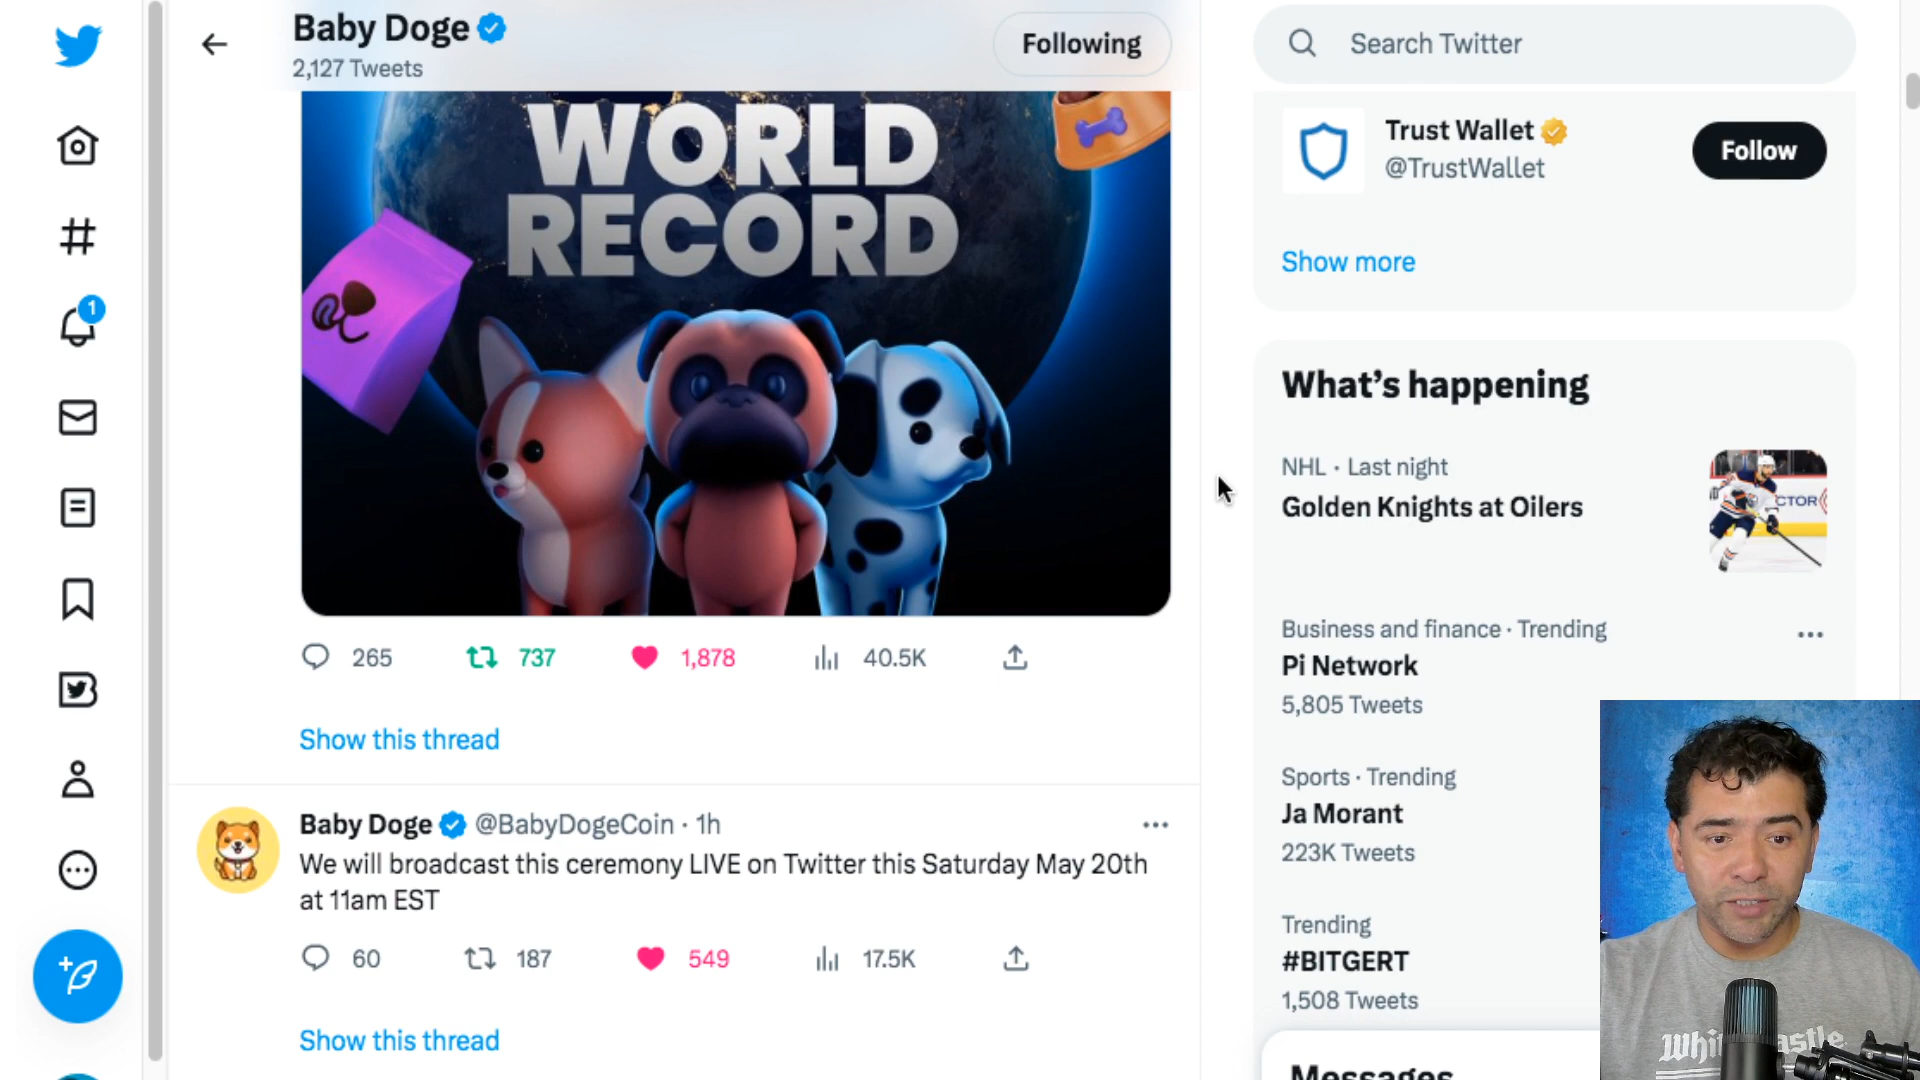 Baby Doge
2,127 Tweets
Following
Search Twitter
WORLD
RECORD
Trust Wallet
@TrustWallet
Follow
Show more
1
What's happening
NHL · Last night
Golden Knights at Oilers
Business and finance · Trending
Pi Network
5,805 Tweets
Sports · Trending
Ja Morant
223K Tweets
Trending
#BITGERT
1,508 Tweets
265 737 1,878 40.5K
Show this thread
Baby Doge @BabyDogeCoin · 1h
We will broadcast this ceremony LIVE on Twitter this Saturday May 20th
at 11am EST
60 187 549 17.5K
Show this thread
Messages